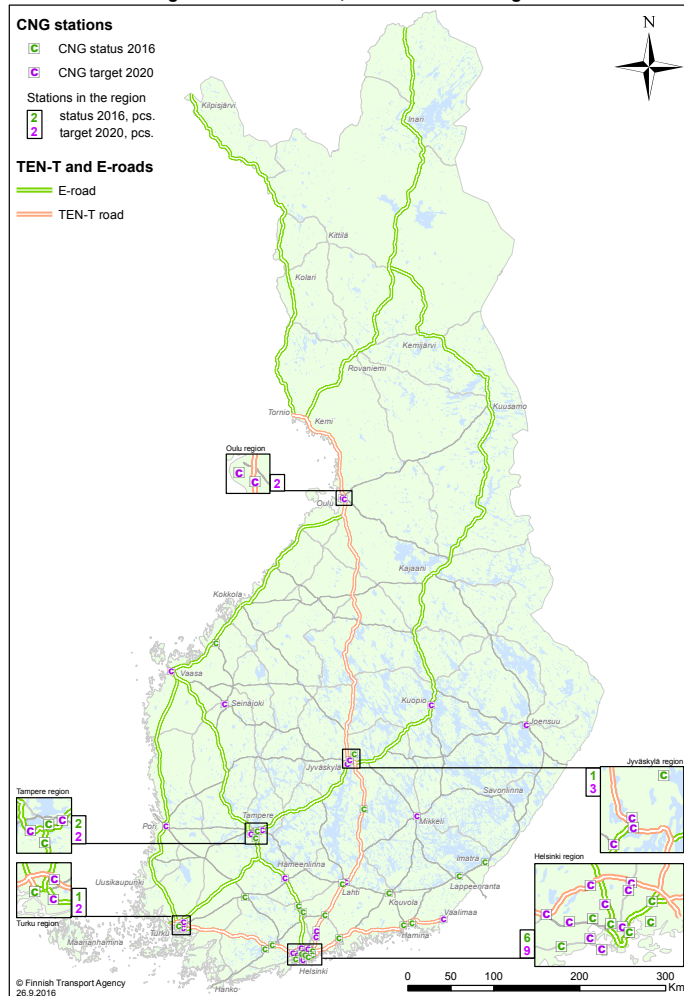 CNG stations
C CNG status 2016
C CNG target 2020
Stations in the region
2 status 2016, pcs.
2 target 2020, pcs.
TEN-T and E-roads
E-road
TEN-T road
N
Kilpisjärvi
Inari
Kittilä
Kolari
Kemijärvi
Rovaniemi
Kuusamo
Tornio
Kemi
Oulu region
C
C
2
Oulu
C
Kajaani
Kokkola
C
C
Vaasa
C
Seinäjoki
Kuopio
C
C
Joensuu
Jyväskylä
Jyväskylä region
1
3
Savonlinna
Tampere region
2
2
Tampere
Pori
C
C
C
Mikkeli
Imatra
Hämeenlinna
Lahti
Lappeenranta
Helsinki region
Uusikaupunki
Kouvola
1
2
Turku region
Turku
Vaalimaa
Hamina
6
9
Maarianhamina
Helsinki
Hanko
© Finnish Transport Agency
26.9.2016
0 50 100 200 300
Km